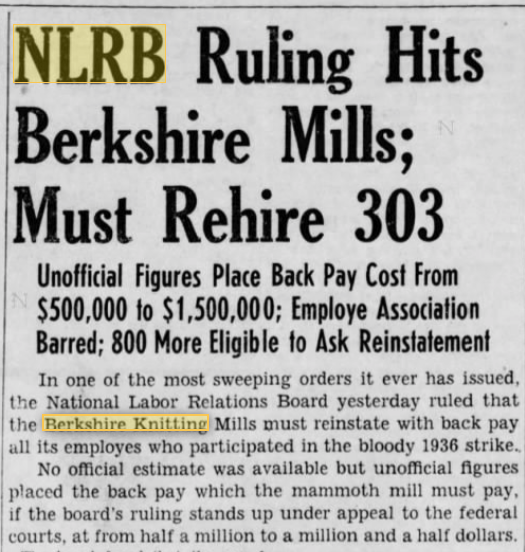 NLRB Ruling Hits
Berkshire Mills;
Must Rehire 303
Unofficial Figures Place Back Pay Cost From
$500,000 to $1,500,000; Employe Association
Barred; 800 More Eligible to Ask Reinstatement
In one of the most sweeping orders it ever has issued,
the National Labor Relations Board yesterday ruled that
the Berkshire Knitting Mills must reinstate with back pay
all its employes who participated in the bloody 1936 strike.
No official estimate was available but unofficial figures
placed the back pay which the mammoth mill must pay,
if the board's ruling stands up under appeal to the federal
courts, at from half a million to a million and a half dollars.